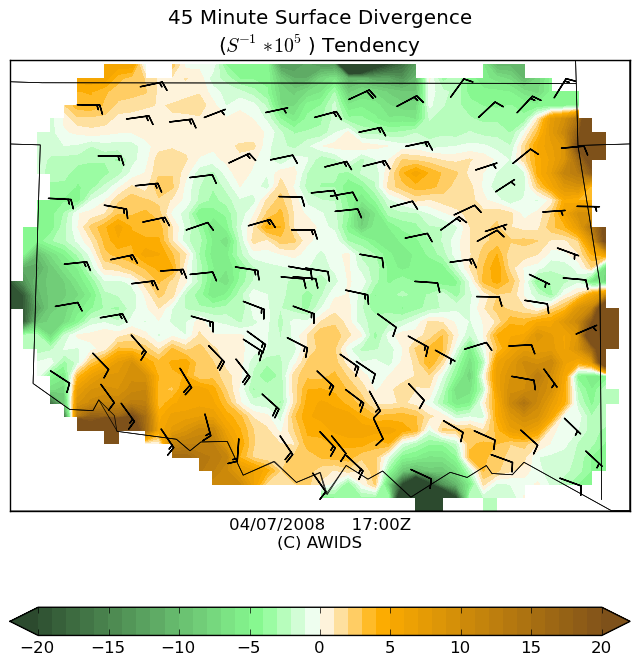 45 Minute Surface Divergence
(S⁻¹ *10⁵ ) Tendency
04/07/2008 17:00Z
(C) AWIDS
−20 −15 −10 −5 0 5 10 15 20